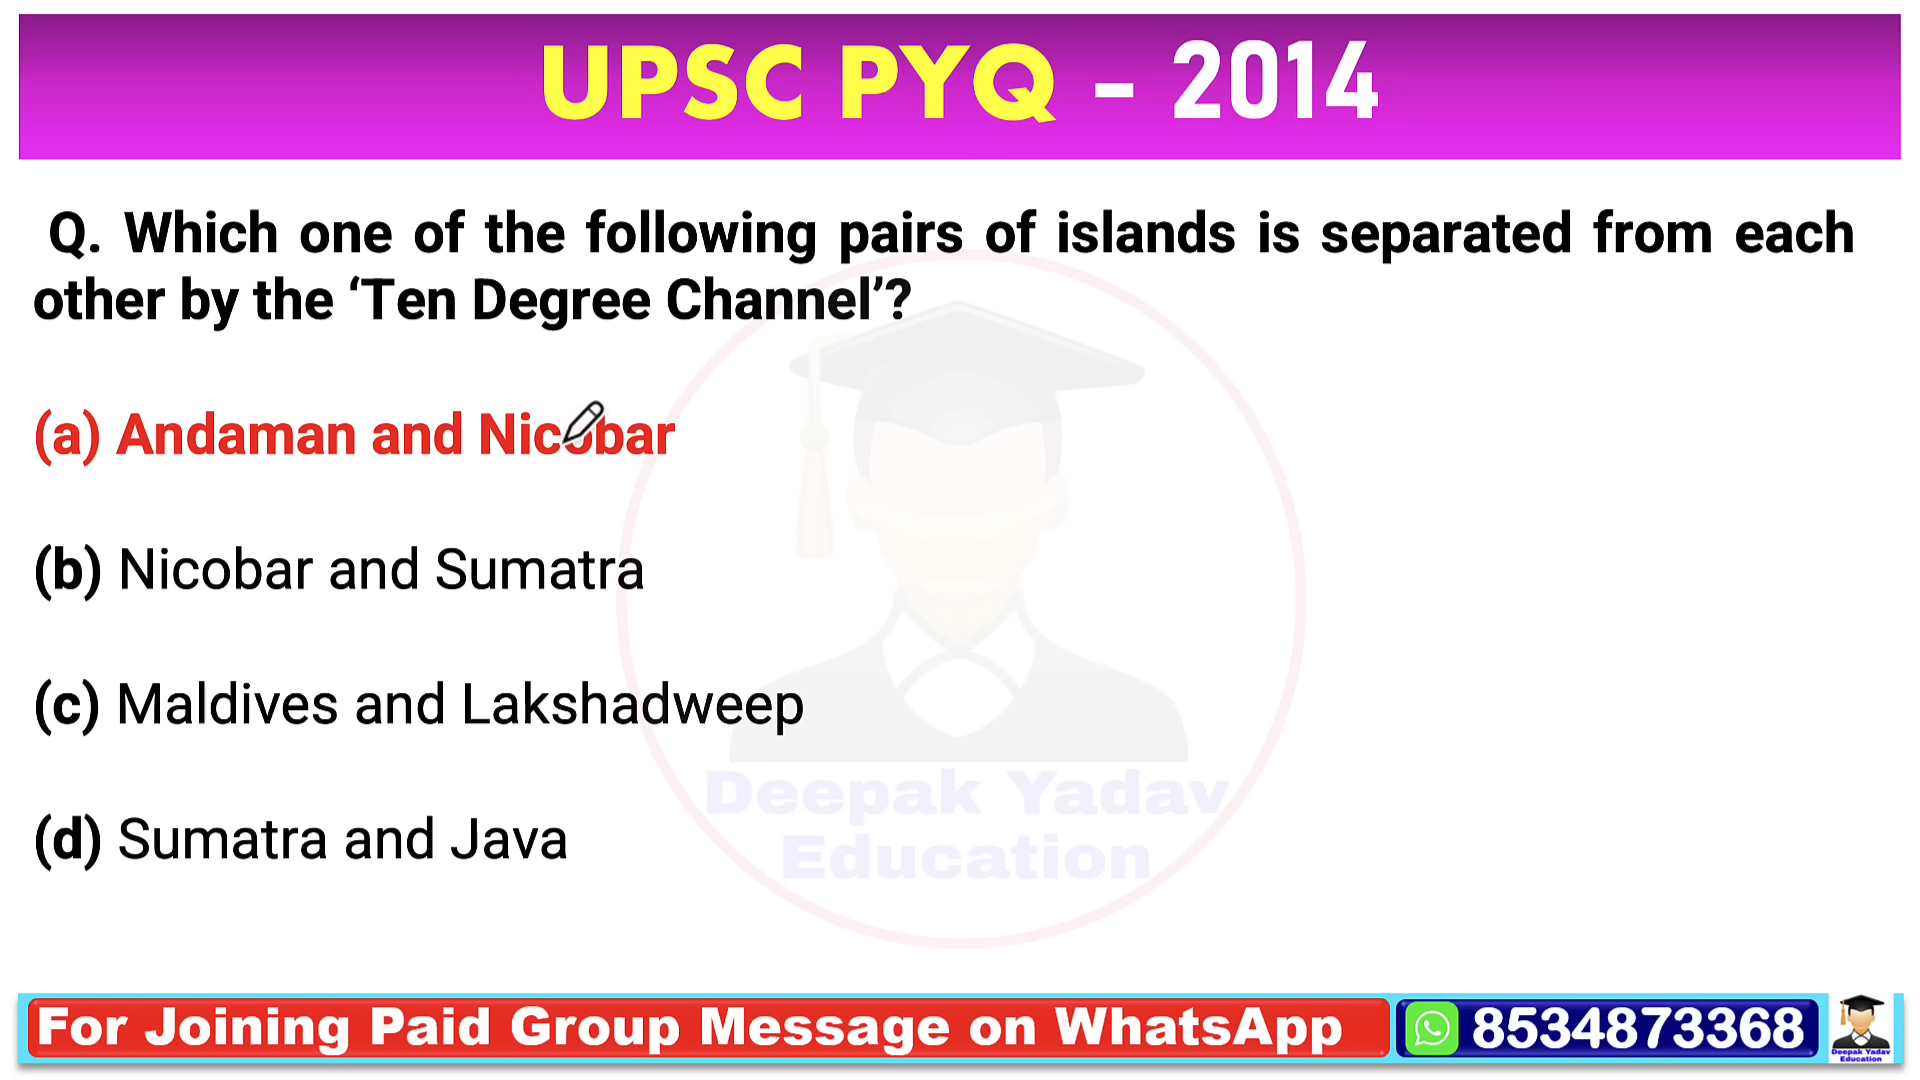 UPSC PYQ - 2014
Q. Which one of the following pairs of islands is separated from each
other by the ‘Ten Degree Channel’?
(a) Andaman and Nicobar
(b) Nicobar and Sumatra
(c) Maldives and Lakshadweep
(d) Sumatra and Java
Deepak Yadav
Education
For Joining Paid Group Message on WhatsApp
8534873368
Deepak Yadav
Education